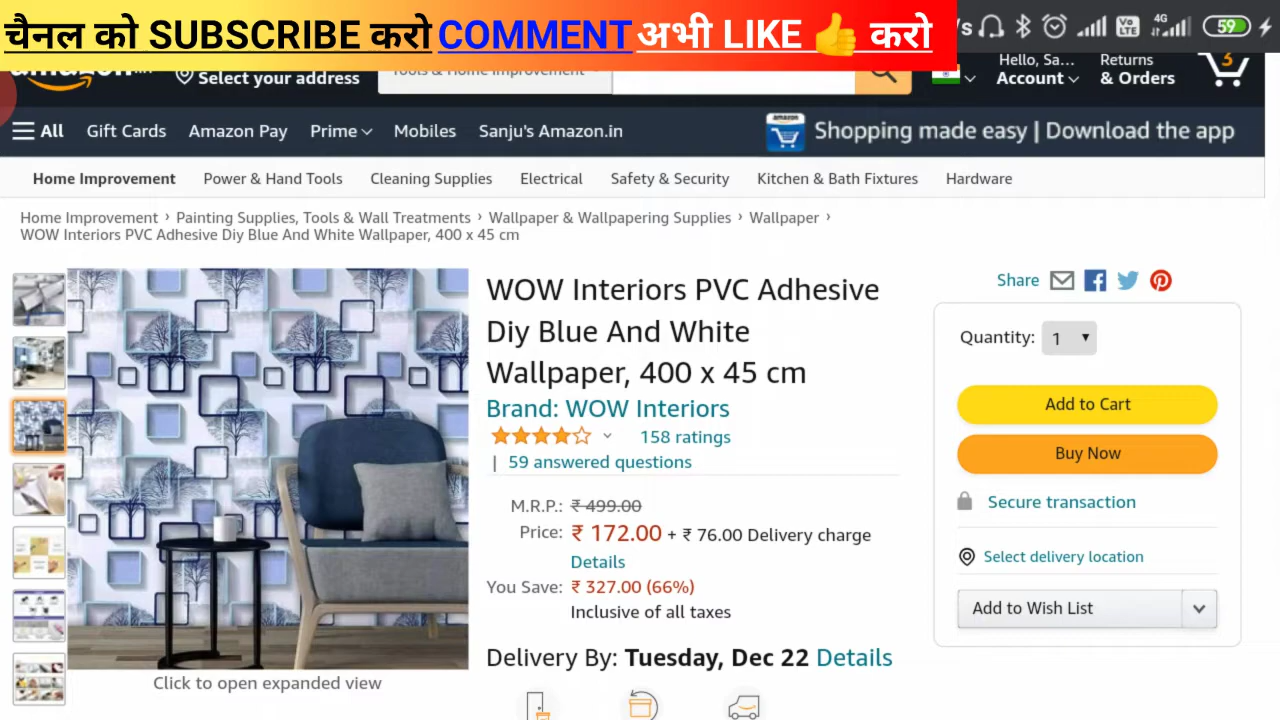 चैनल को SUBSCRIBE करो COMMENT अभी LIKE 👍 करो
4G
59
Select your address
Tools & Home Improvement
Hello, Sa...
Account
Returns
& Orders
3
All
Gift Cards
Amazon Pay
Prime
Mobiles
Sanju's Amazon.in
amazon
Shopping made easy | Download the app
Home Improvement
Power & Hand Tools
Cleaning Supplies
Electrical
Safety & Security
Kitchen & Bath Fixtures
Hardware
Home Improvement › Painting Supplies, Tools & Wall Treatments › Wallpaper & Wallpapering Supplies › Wallpaper ›
WOW Interiors PVC Adhesive Diy Blue And White Wallpaper, 400 x 45 cm
WOW Interiors PVC Adhesive
Diy Blue And White
Wallpaper, 400 x 45 cm
Brand: WOW Interiors
158 ratings
| 59 answered questions
M.R.P.: ₹ 499.00
Price: ₹ 172.00 + ₹ 76.00 Delivery charge
Details
You Save: ₹ 327.00 (66%)
Inclusive of all taxes
Delivery By: Tuesday, Dec 22 Details
Click to open expanded view
Share
Quantity: 1
Add to Cart
Buy Now
Secure transaction
Select delivery location
Add to Wish List